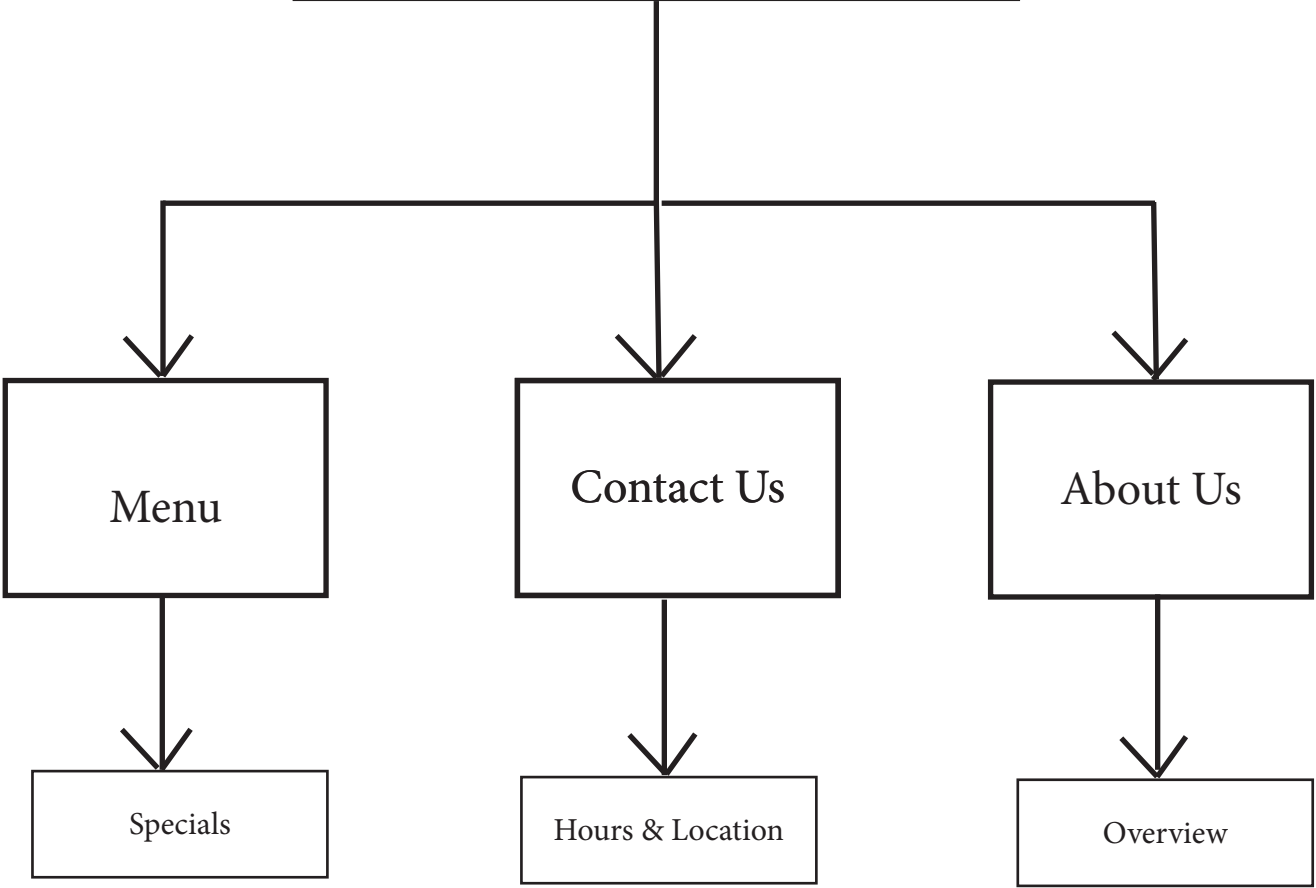 Menu
Contact Us
About Us
Specials
Hours & Location
Overview